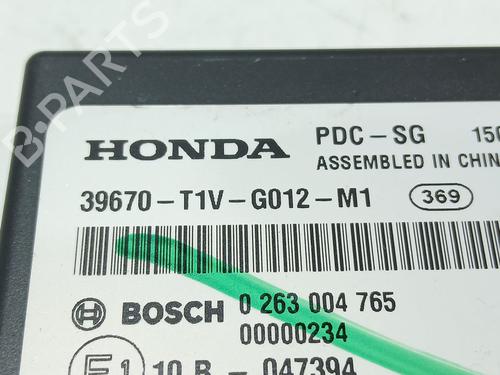 HONDA PDC-SG
ASSEMBLED IN CHIN
39670-T1V-G012-M1 369
BOSCH 0 263 004 765
00000234
E1 10 R - 047394
B-PARTS